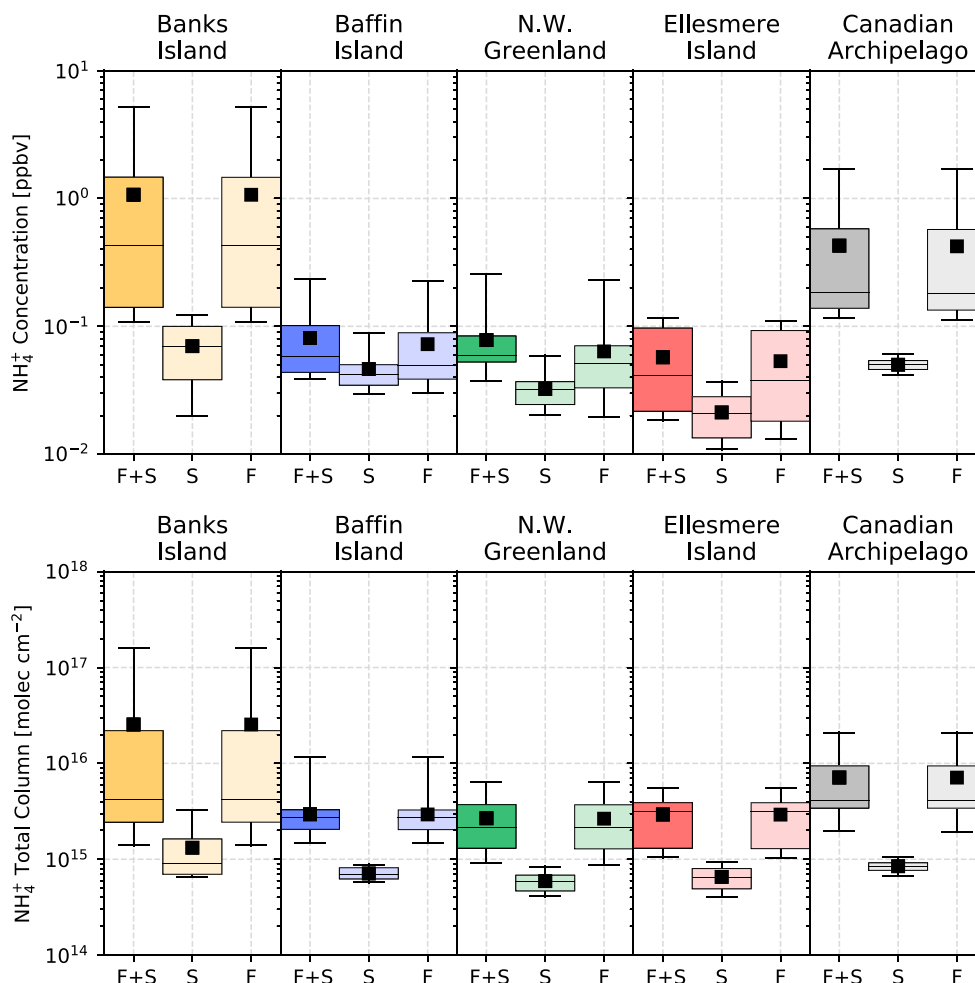 Banks Island
Baffin Island
N.W. Greenland
Ellesmere Island
Canadian Archipelago
NH₄⁺ Concentration [ppbv]
10¹
10⁰
10⁻¹
10⁻²
F+S S F F+S S F F+S S F F+S S F F+S S F
Banks Island
Baffin Island
N.W. Greenland
Ellesmere Island
Canadian Archipelago
NH₄⁺ Total Column [molec cm⁻²]
10¹⁸
10¹⁷
10¹⁶
10¹⁵
10¹⁴
F+S S F F+S S F F+S S F F+S S F F+S S F